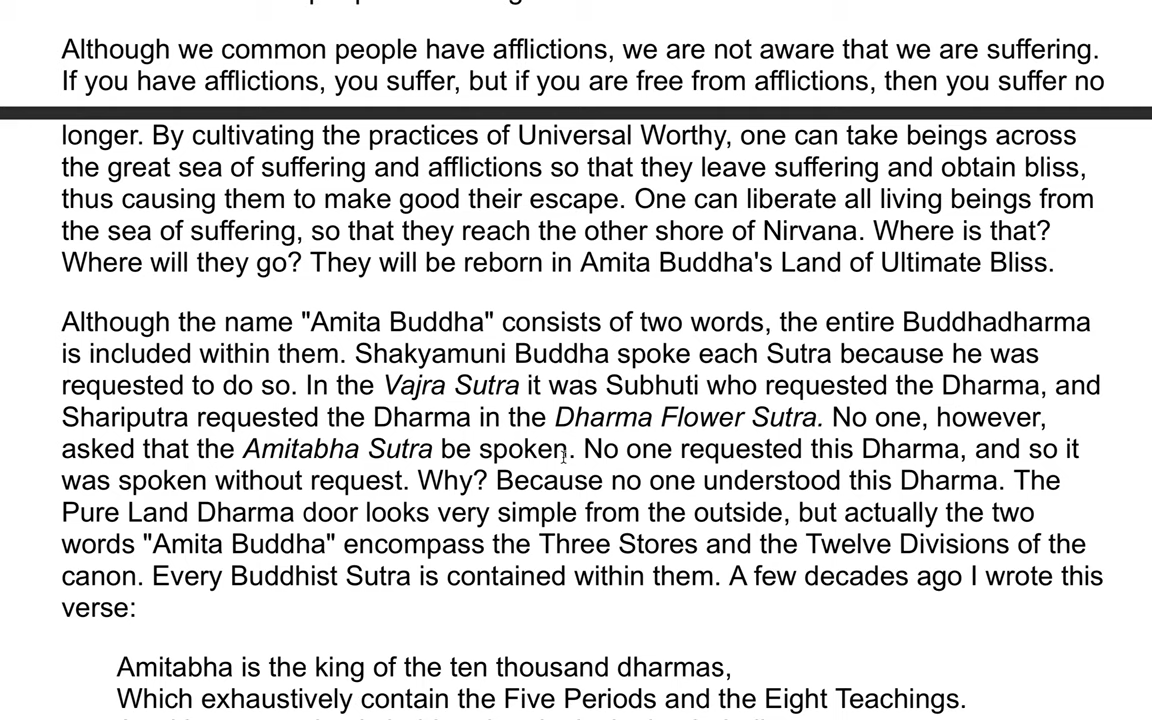 Although we common people have afflictions, we are not aware that we are suffering.
If you have afflictions, you suffer, but if you are free from afflictions, then you suffer no
longer. By cultivating the practices of Universal Worthy, one can take beings across
the great sea of suffering and afflictions so that they leave suffering and obtain bliss,
thus causing them to make good their escape. One can liberate all living beings from
the sea of suffering, so that they reach the other shore of Nirvana. Where is that?
Where will they go? They will be reborn in Amita Buddha's Land of Ultimate Bliss.
Although the name "Amita Buddha" consists of two words, the entire Buddhadharma
is included within them. Shakyamuni Buddha spoke each Sutra because he was
requested to do so. In the Vajra Sutra it was Subhuti who requested the Dharma, and
Shariputra requested the Dharma in the Dharma Flower Sutra. No one, however,
asked that the Amitabha Sutra be spoken. No one requested this Dharma, and so it
was spoken without request. Why? Because no one understood this Dharma. The
Pure Land Dharma door looks very simple from the outside, but actually the two
words "Amita Buddha" encompass the Three Stores and the Twelve Divisions of the
canon. Every Buddhist Sutra is contained within them. A few decades ago I wrote this
verse:
Amitabha is the king of the ten thousand dharmas,
Which exhaustively contain the Five Periods and the Eight Teachings.